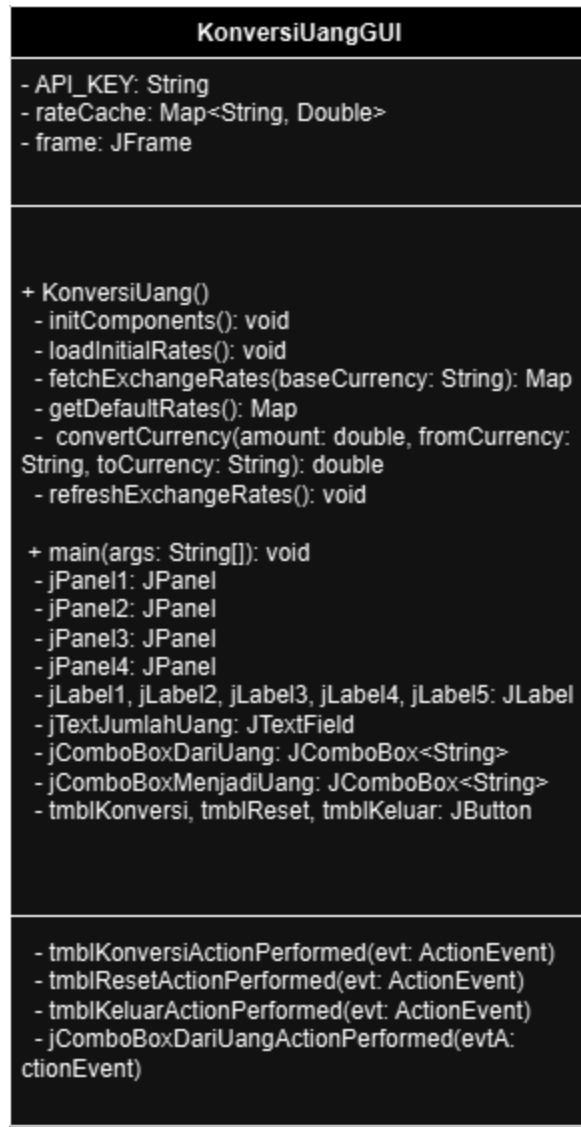 KonversiUangGUI
- API_KEY: String
- rateCache: Map<String, Double>
- frame: JFrame
+ KonversiUang()
- initComponents(): void
- loadInitialRates(): void
- fetchExchangeRates(baseCurrency: String): Map
- getDefaultRates(): Map
- convertCurrency(amount: double, fromCurrency:
String, toCurrency: String): double
- refreshExchangeRates(): void
+ main(args: String[]): void
- jPanel1: JPanel
- jPanel2: JPanel
- jPanel3: JPanel
- jPanel4: JPanel
- jLabel1, jLabel2, jLabel3, jLabel4, jLabel5: JLabel
- jTextJumlahUang: JTextField
- jComboBoxDariUang: JComboBox<String>
- jComboBoxMenjadiUang: JComboBox<String>
- tmblKonversi, tmblReset, tmblKeluar: JButton
- tmblKonversiActionPerformed(evt: ActionEvent)
- tmblResetActionPerformed(evt: ActionEvent)
- tmblKeluarActionPerformed(evt: ActionEvent)
- jComboBoxDariUangActionPerformed(evtA:
ctionEvent)